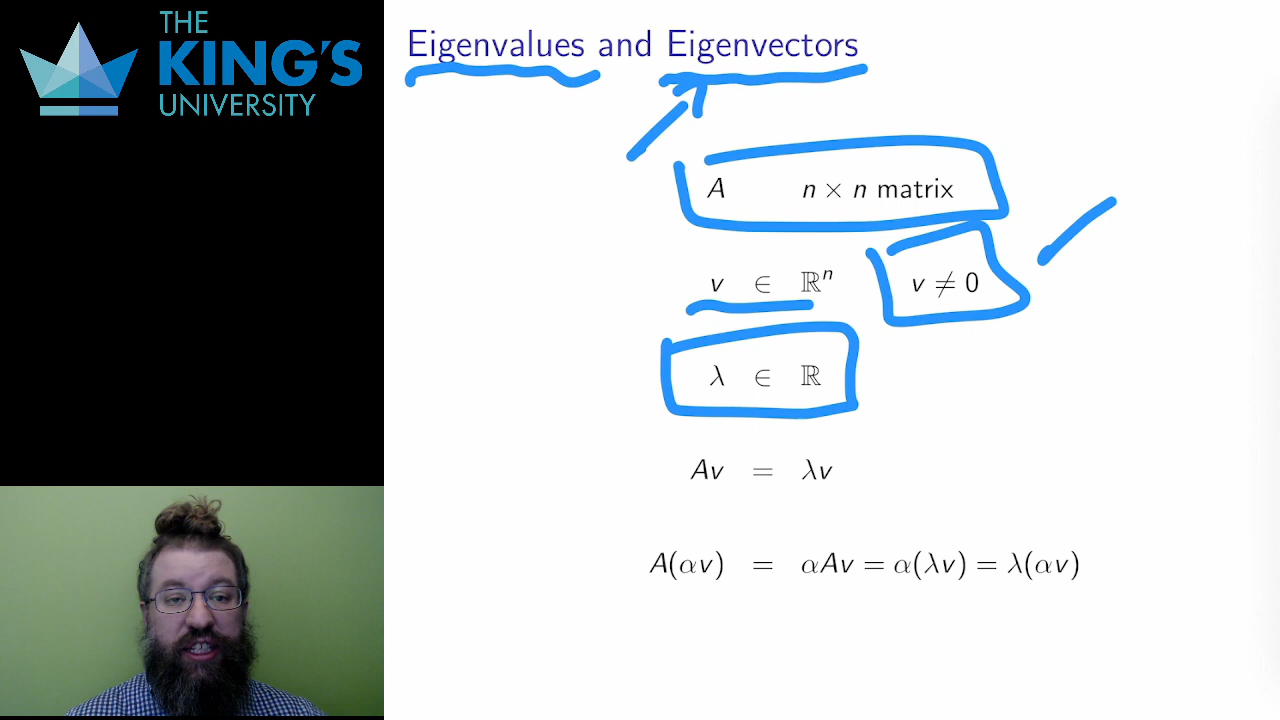 THE
KING'S
UNIVERSITY
Eigenvalues and Eigenvectors
A n × n matrix
v ∈ ℝⁿ v ≠ 0
λ ∈ ℝ
Av = λv
A(αv) = αAv = α(λv) = λ(αv)